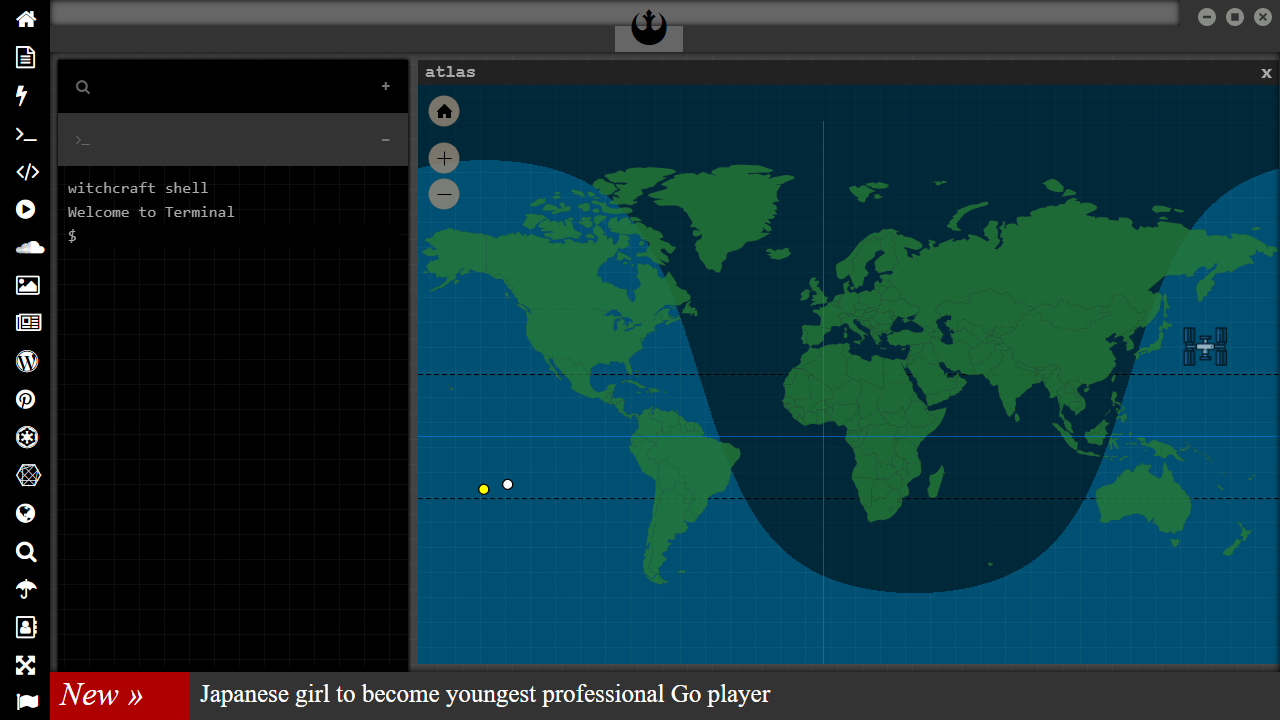 atlas
x
+
>_
−
witchcraft shell
Welcome to Terminal
$
New »
Japanese girl to become youngest professional Go player